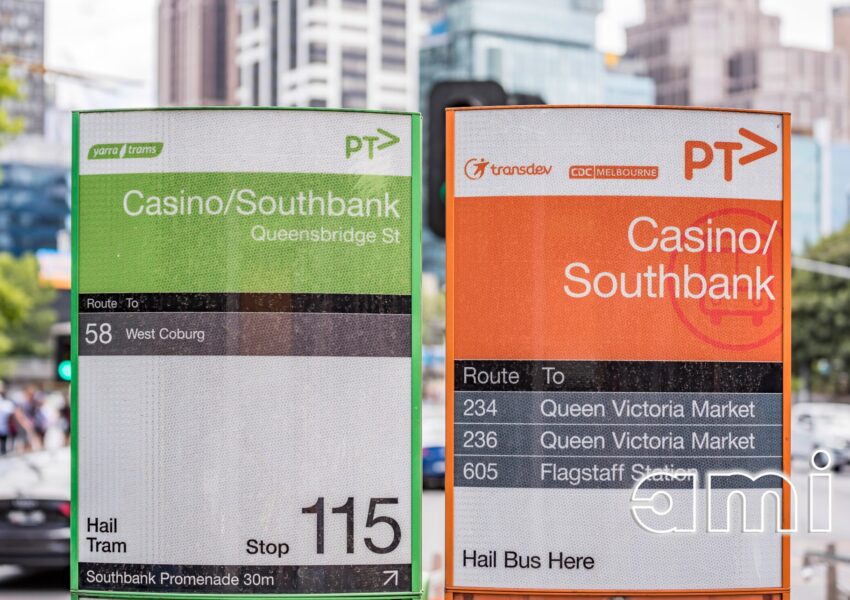 yarra trams
PT>
Casino/Southbank
Queensbridge St
Route To
58 West Coburg
Hail
Tram
Stop 115
Southbank Promenade 30m
transdev
CDC MELBOURNE
PT>
Casino/
Southbank
Route To
234 Queen Victoria Market
236 Queen Victoria Market
605 Flagstaff Station
Hail Bus Here
ami